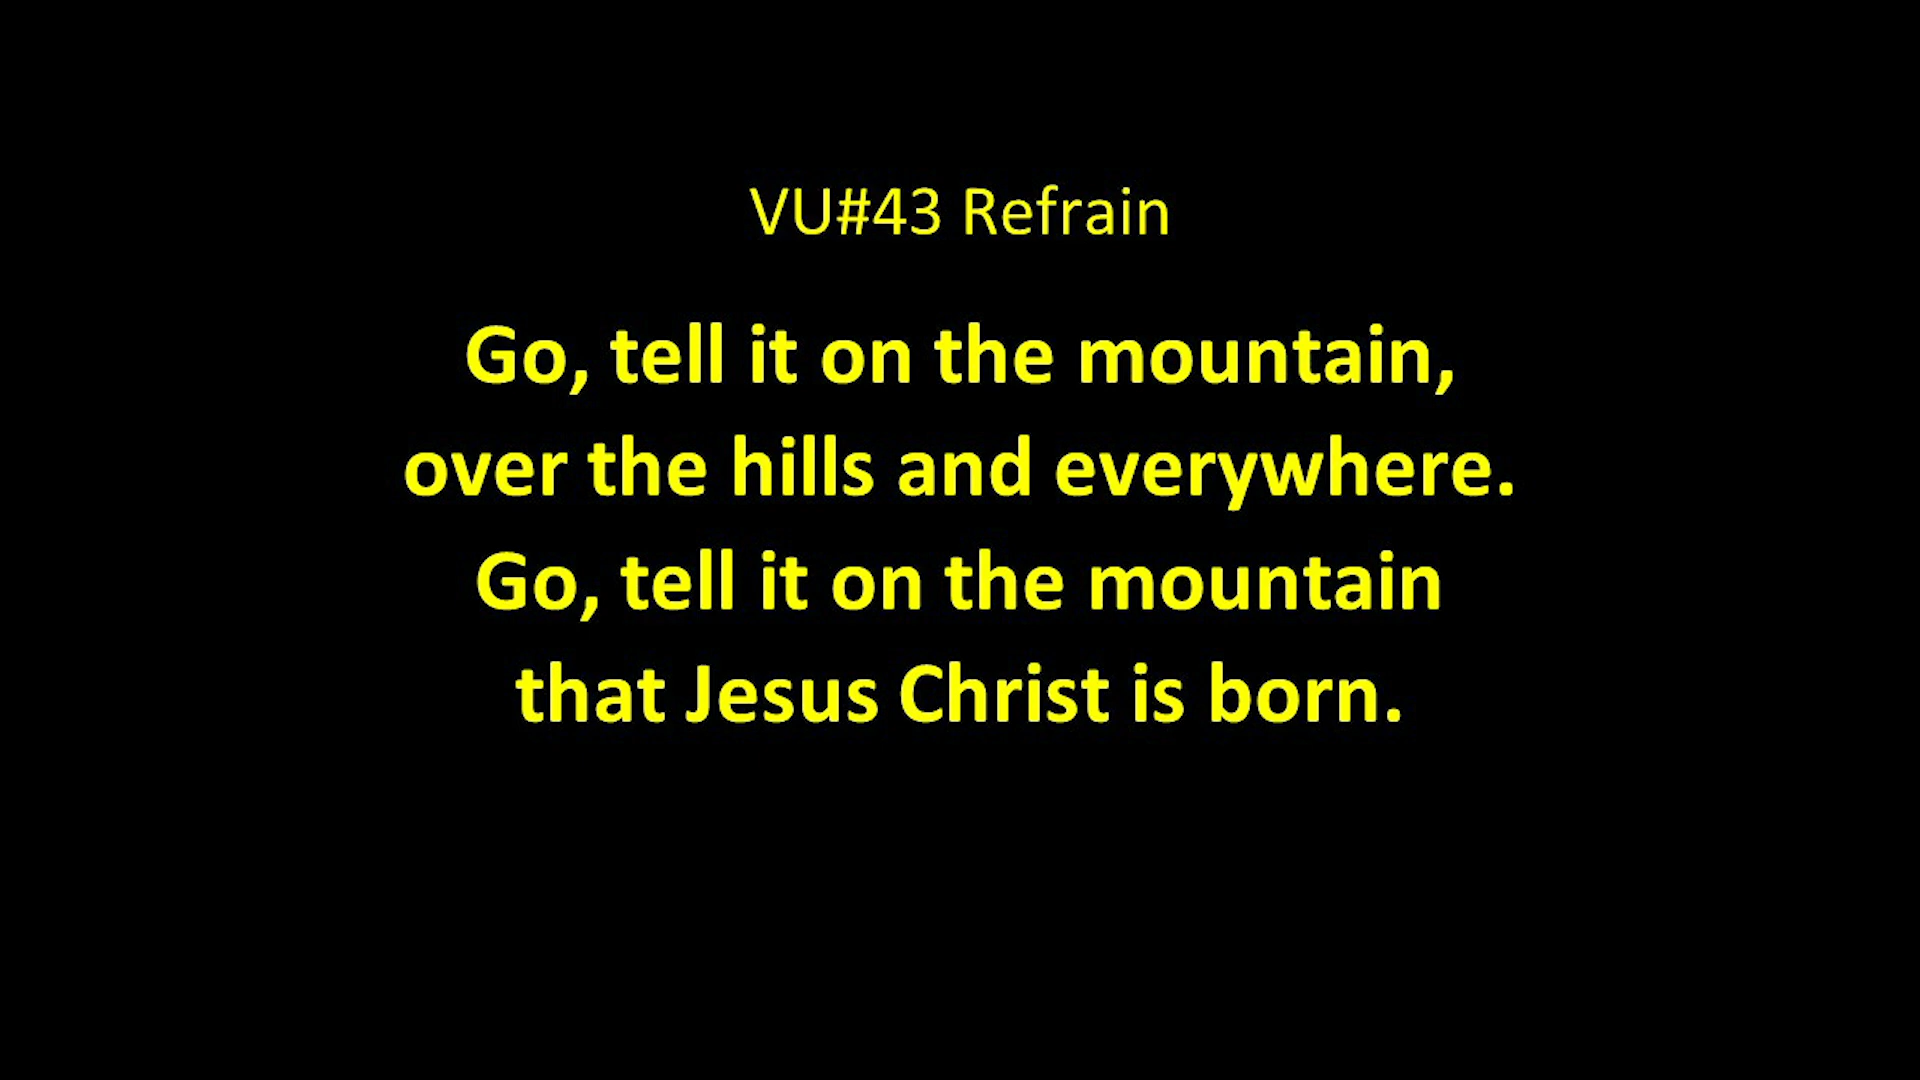 VU#43 Refrain
Go, tell it on the mountain,
over the hills and everywhere.
Go, tell it on the mountain
that Jesus Christ is born.